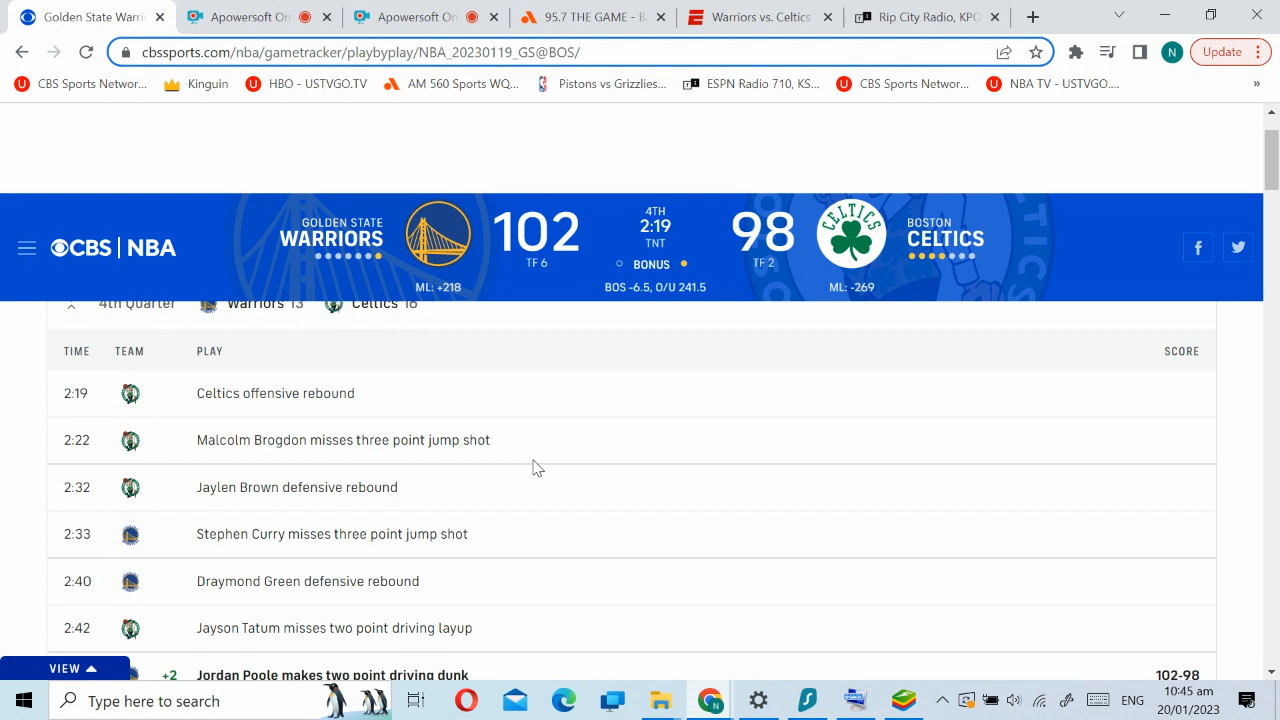 Golden State Warri
Apowersoft On
Apowersoft On
95.7 THE GAME - B
Warriors vs. Celtics
Rip City Radio, KPO
cbssports.com/nba/gametracker/playbyplay/NBA_20230119_GS@BOS/
N
Update
CBS Sports Networ...
Kinguin
HBO - USTVGO.TV
AM 560 Sports WQ...
Pistons vs Grizzlies...
ESPN Radio 710, KS...
CBS Sports Networ...
NBA TV - USTVGO....
»
CBS | NBA
GOLDEN STATE
WARRIORS
102
TF 6
ML: +218
4TH
2:19
TNT
BONUS
BOS -6.5, O/U 241.5
98
TF 2
CELTICS
ML: -269
BOSTON
CELTICS
4th Quarter Warriors 13 Celtics 16
TIME TEAM PLAY SCORE
2:19 Celtics offensive rebound
2:22 Malcolm Brogdon misses three point jump shot
2:32 Jaylen Brown defensive rebound
2:33 Stephen Curry misses three point jump shot
2:40 Draymond Green defensive rebound
2:42 Jayson Tatum misses two point driving layup
+2 Jordan Poole makes two point driving dunk 102-98
VIEW
Type here to search
ENG
10:45 am
20/01/2023